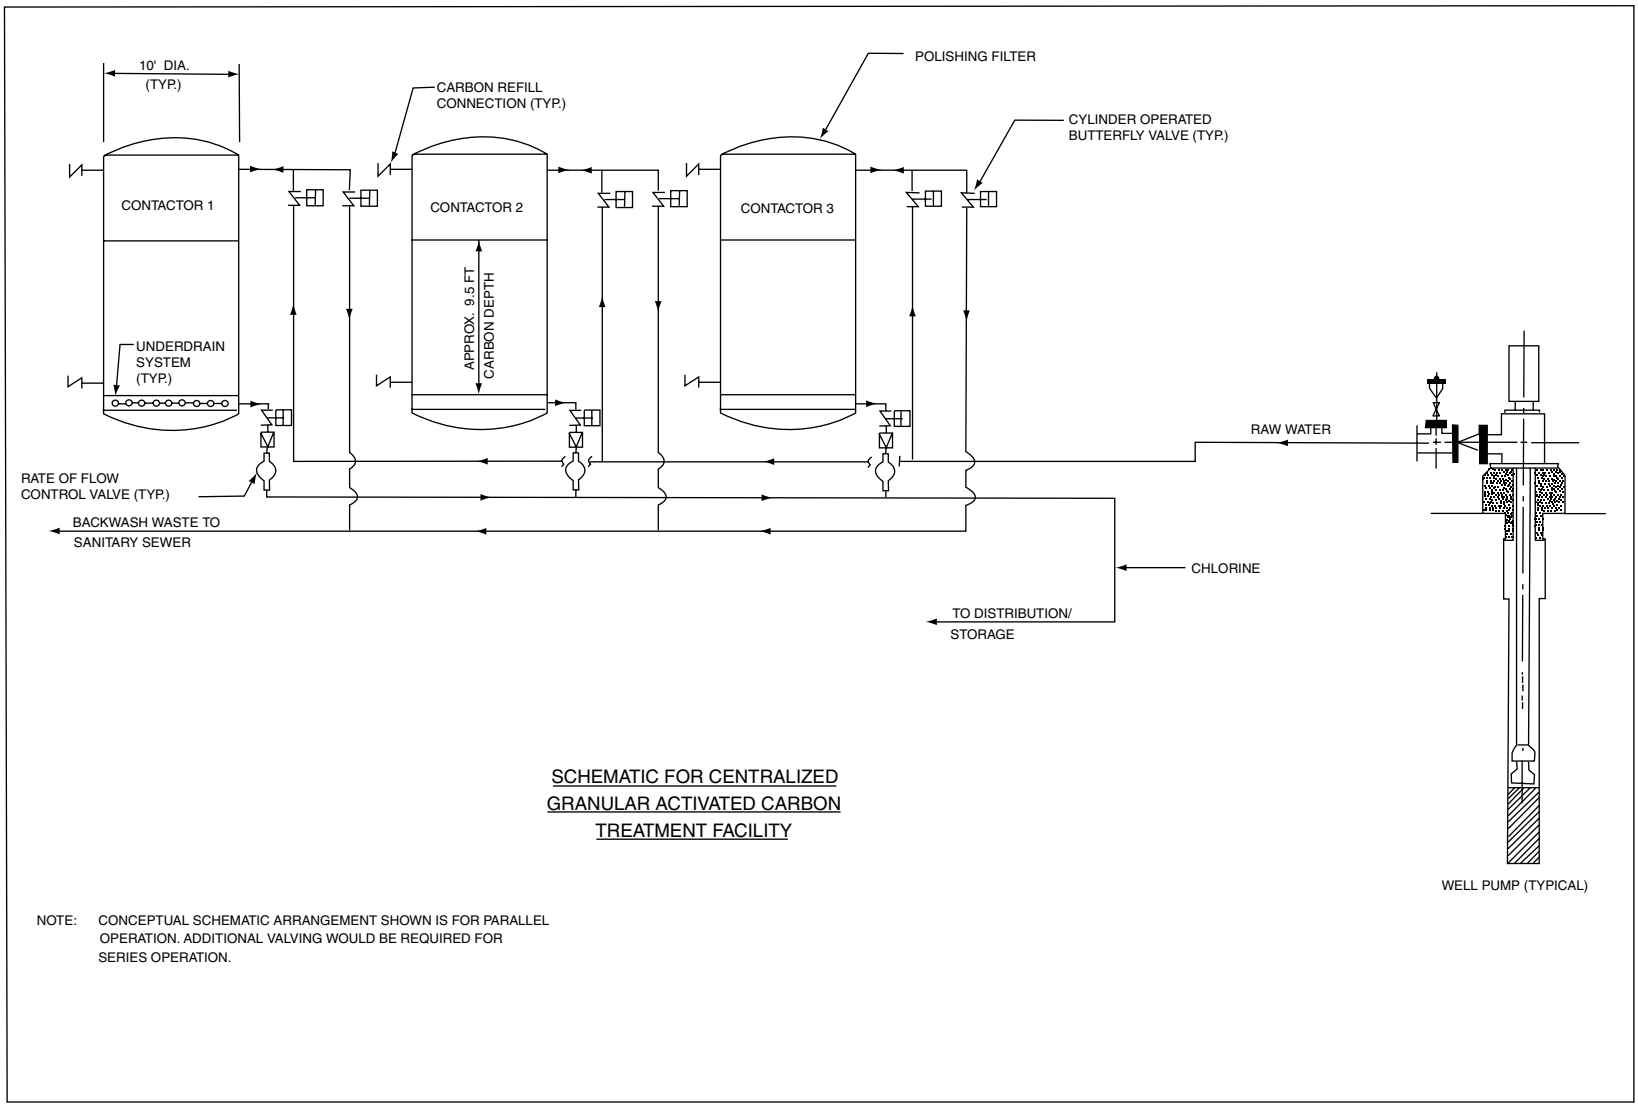 POLISHING FILTER
10' DIA.
(TYP.)
CARBON REFILL
CONNECTION (TYP.)
CYLINDER OPERATED
BUTTERFLY VALVE (TYP.)
CONTACTOR 1
CONTACTOR 2
CONTACTOR 3
APPROX. 9.5 FT
CARBON DEPTH
UNDERDRAIN
SYSTEM
(TYP.)
RAW WATER
RATE OF FLOW
CONTROL VALVE (TYP.)
BACKWASH WASTE TO
SANITARY SEWER
CHLORINE
TO DISTRIBUTION/
STORAGE
SCHEMATIC FOR CENTRALIZED
GRANULAR ACTIVATED CARBON
TREATMENT FACILITY
WELL PUMP (TYPICAL)
NOTE: CONCEPTUAL SCHEMATIC ARRANGEMENT SHOWN IS FOR PARALLEL
OPERATION. ADDITIONAL VALVING WOULD BE REQUIRED FOR
SERIES OPERATION.